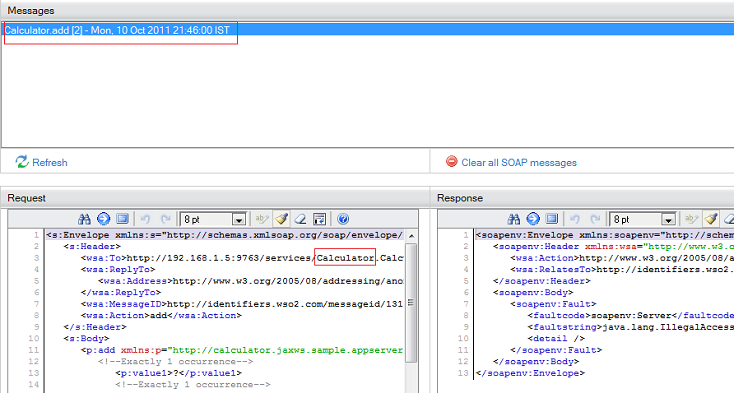 Messages
Calculator.add [2] - Mon, 10 Oct 2011 21:46:00 IST
Refresh
Clear all SOAP messages
Request
8 pt
1 <s:Envelope xmlns:s="http://schemas.xmlsoap.org/soap/envelope/
2 <s:Header>
3 <wsa:To>http://192.168.1.5:9763/services/Calculator.Calc
4 <wsa:ReplyTo>
5 <wsa:Address>http://www.w3.org/2005/08/addressing/ano
6 </wsa:ReplyTo>
7 <wsa:MessageID>http://identifiers.wso2.com/messageid/131
8 <wsa:Action>add</wsa:Action>
9 </s:Header>
10 <s:Body>
11 <p:add xmlns:p="http://calculator.jaxws.sample.appserver
12 <!--Exactly 1 occurrence-->
13 <p:value1>?</p:value1>
14 <!--Exactly 1 occurrence-->
Response
8 pt
1 <soapenv:Envelope xmlns:soapenv="http://schema
2 <soapenv:Header xmlns:wsa="http://www.w3.o
3 <wsa:Action>http://www.w3.org/2005/08/a
4 <wsa:RelatesTo>http://identifiers.wso2.
5 </soapenv:Header>
6 <soapenv:Body>
7 <soapenv:Fault>
8 <faultcode>soapenv:Server</faultcode
9 <faultstring>java.lang.IllegalAccess
10 <detail />
11 </soapenv:Fault>
12 </soapenv:Body>
13 </soapenv:Envelope>